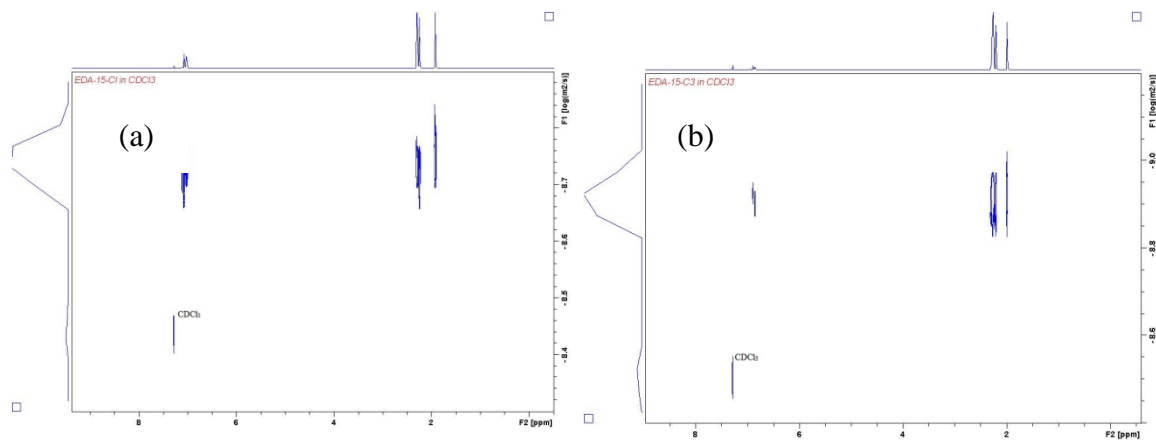 EDA-15-Cl in CDCl3
(a)
CDCl₃
F1 [log(m2/s)]
- 8.7
- 8.6
- 8.5
- 8.4
8
6
4
2
F2 [ppm]
EDA-15-C3 in CDCl3
(b)
CDCl₃
F1 [log(m2/s)]
- 9.0
- 8.8
- 8.6
8
6
4
2
F2 [ppm]